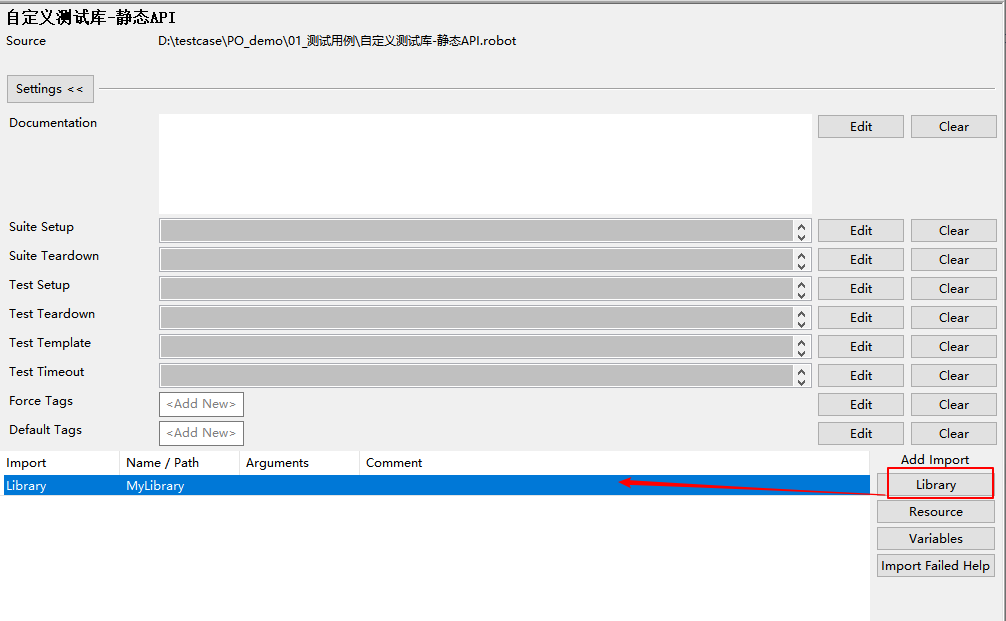 自定义测试库-静态API
Source D:\testcase\PO_demo\01_测试用例\自定义测试库-静态API.robot
Settings <<
Documentation Edit Clear
Suite Setup Edit Clear
Suite Teardown Edit Clear
Test Setup Edit Clear
Test Teardown Edit Clear
Test Template Edit Clear
Test Timeout Edit Clear
Force Tags <Add New> Edit Clear
Default Tags <Add New> Edit Clear
Import Name / Path Arguments Comment Add Import
Library MyLibrary Library
Resource
Variables
Import Failed Help